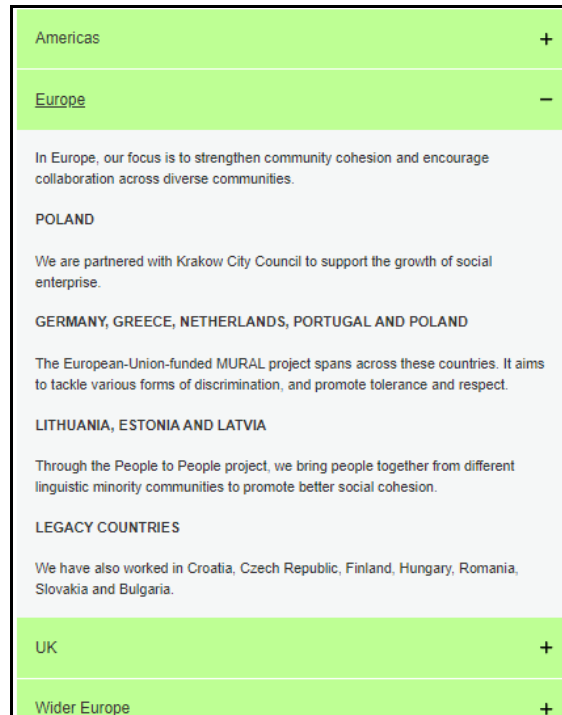 Americas +
Europe −
In Europe, our focus is to strengthen community cohesion and encourage
collaboration across diverse communities.
POLAND
We are partnered with Krakow City Council to support the growth of social
enterprise.
GERMANY, GREECE, NETHERLANDS, PORTUGAL AND POLAND
The European-Union-funded MURAL project spans across these countries. It aims
to tackle various forms of discrimination, and promote tolerance and respect.
LITHUANIA, ESTONIA AND LATVIA
Through the People to People project, we bring people together from different
linguistic minority communities to promote better social cohesion.
LEGACY COUNTRIES
We have also worked in Croatia, Czech Republic, Finland, Hungary, Romania,
Slovakia and Bulgaria.
UK +
Wider Europe +